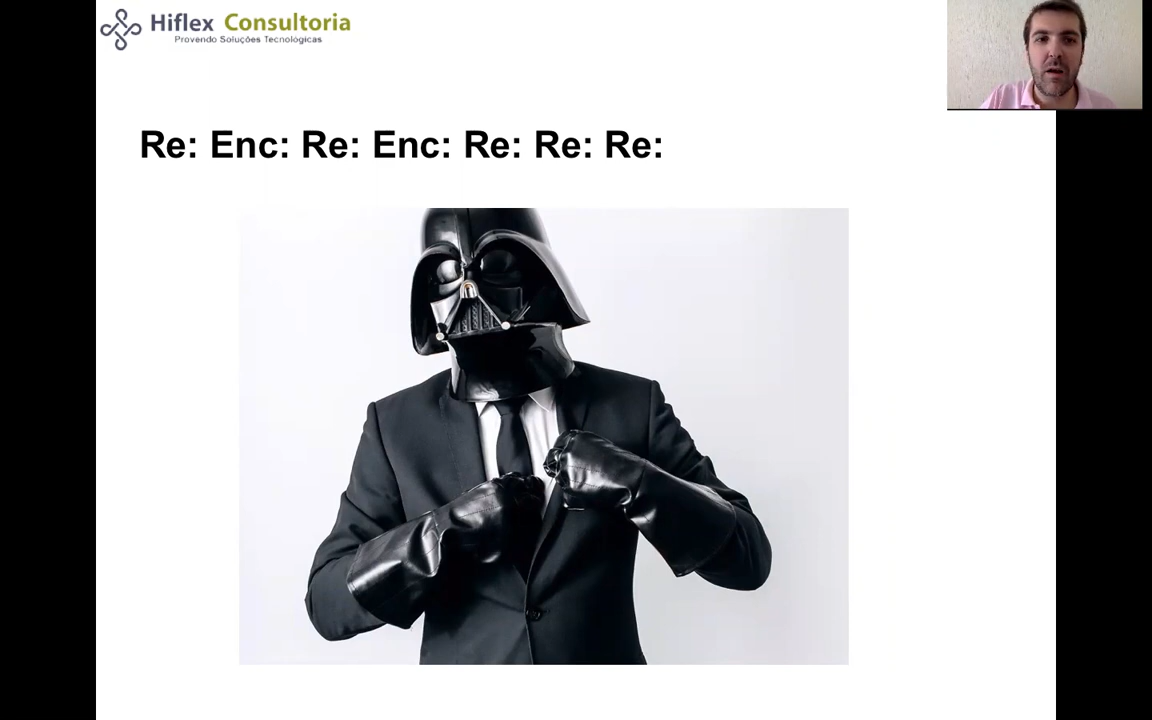 Hiflex Consultoria
Provendo Soluções Tecnológicas
Re: Enc: Re: Enc: Re: Re: Re: